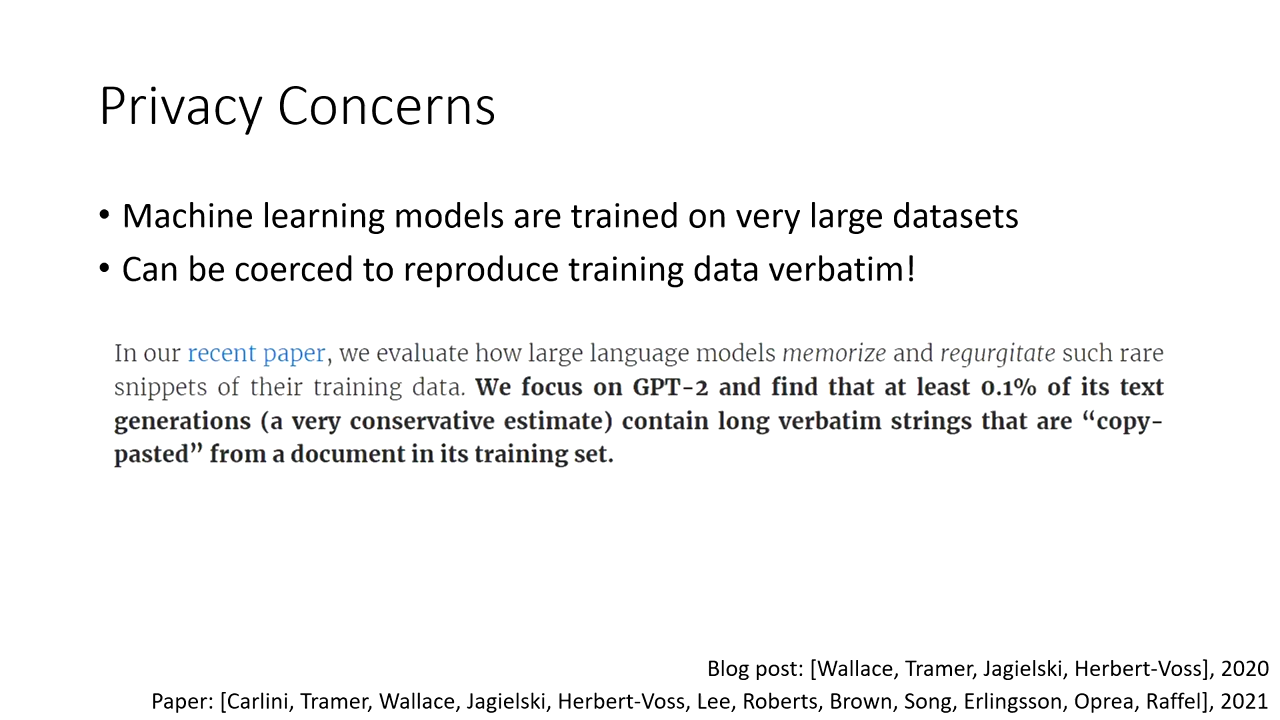 Privacy Concerns
• Machine learning models are trained on very large datasets
• Can be coerced to reproduce training data verbatim!
In our recent paper, we evaluate how large language models memorize and regurgitate such rare
snippets of their training data. We focus on GPT-2 and find that at least 0.1% of its text
generations (a very conservative estimate) contain long verbatim strings that are “copy-
pasted” from a document in its training set.
Blog post: [Wallace, Tramer, Jagielski, Herbert-Voss], 2020
Paper: [Carlini, Tramer, Wallace, Jagielski, Herbert-Voss, Lee, Roberts, Brown, Song, Erlingsson, Oprea, Raffel], 2021